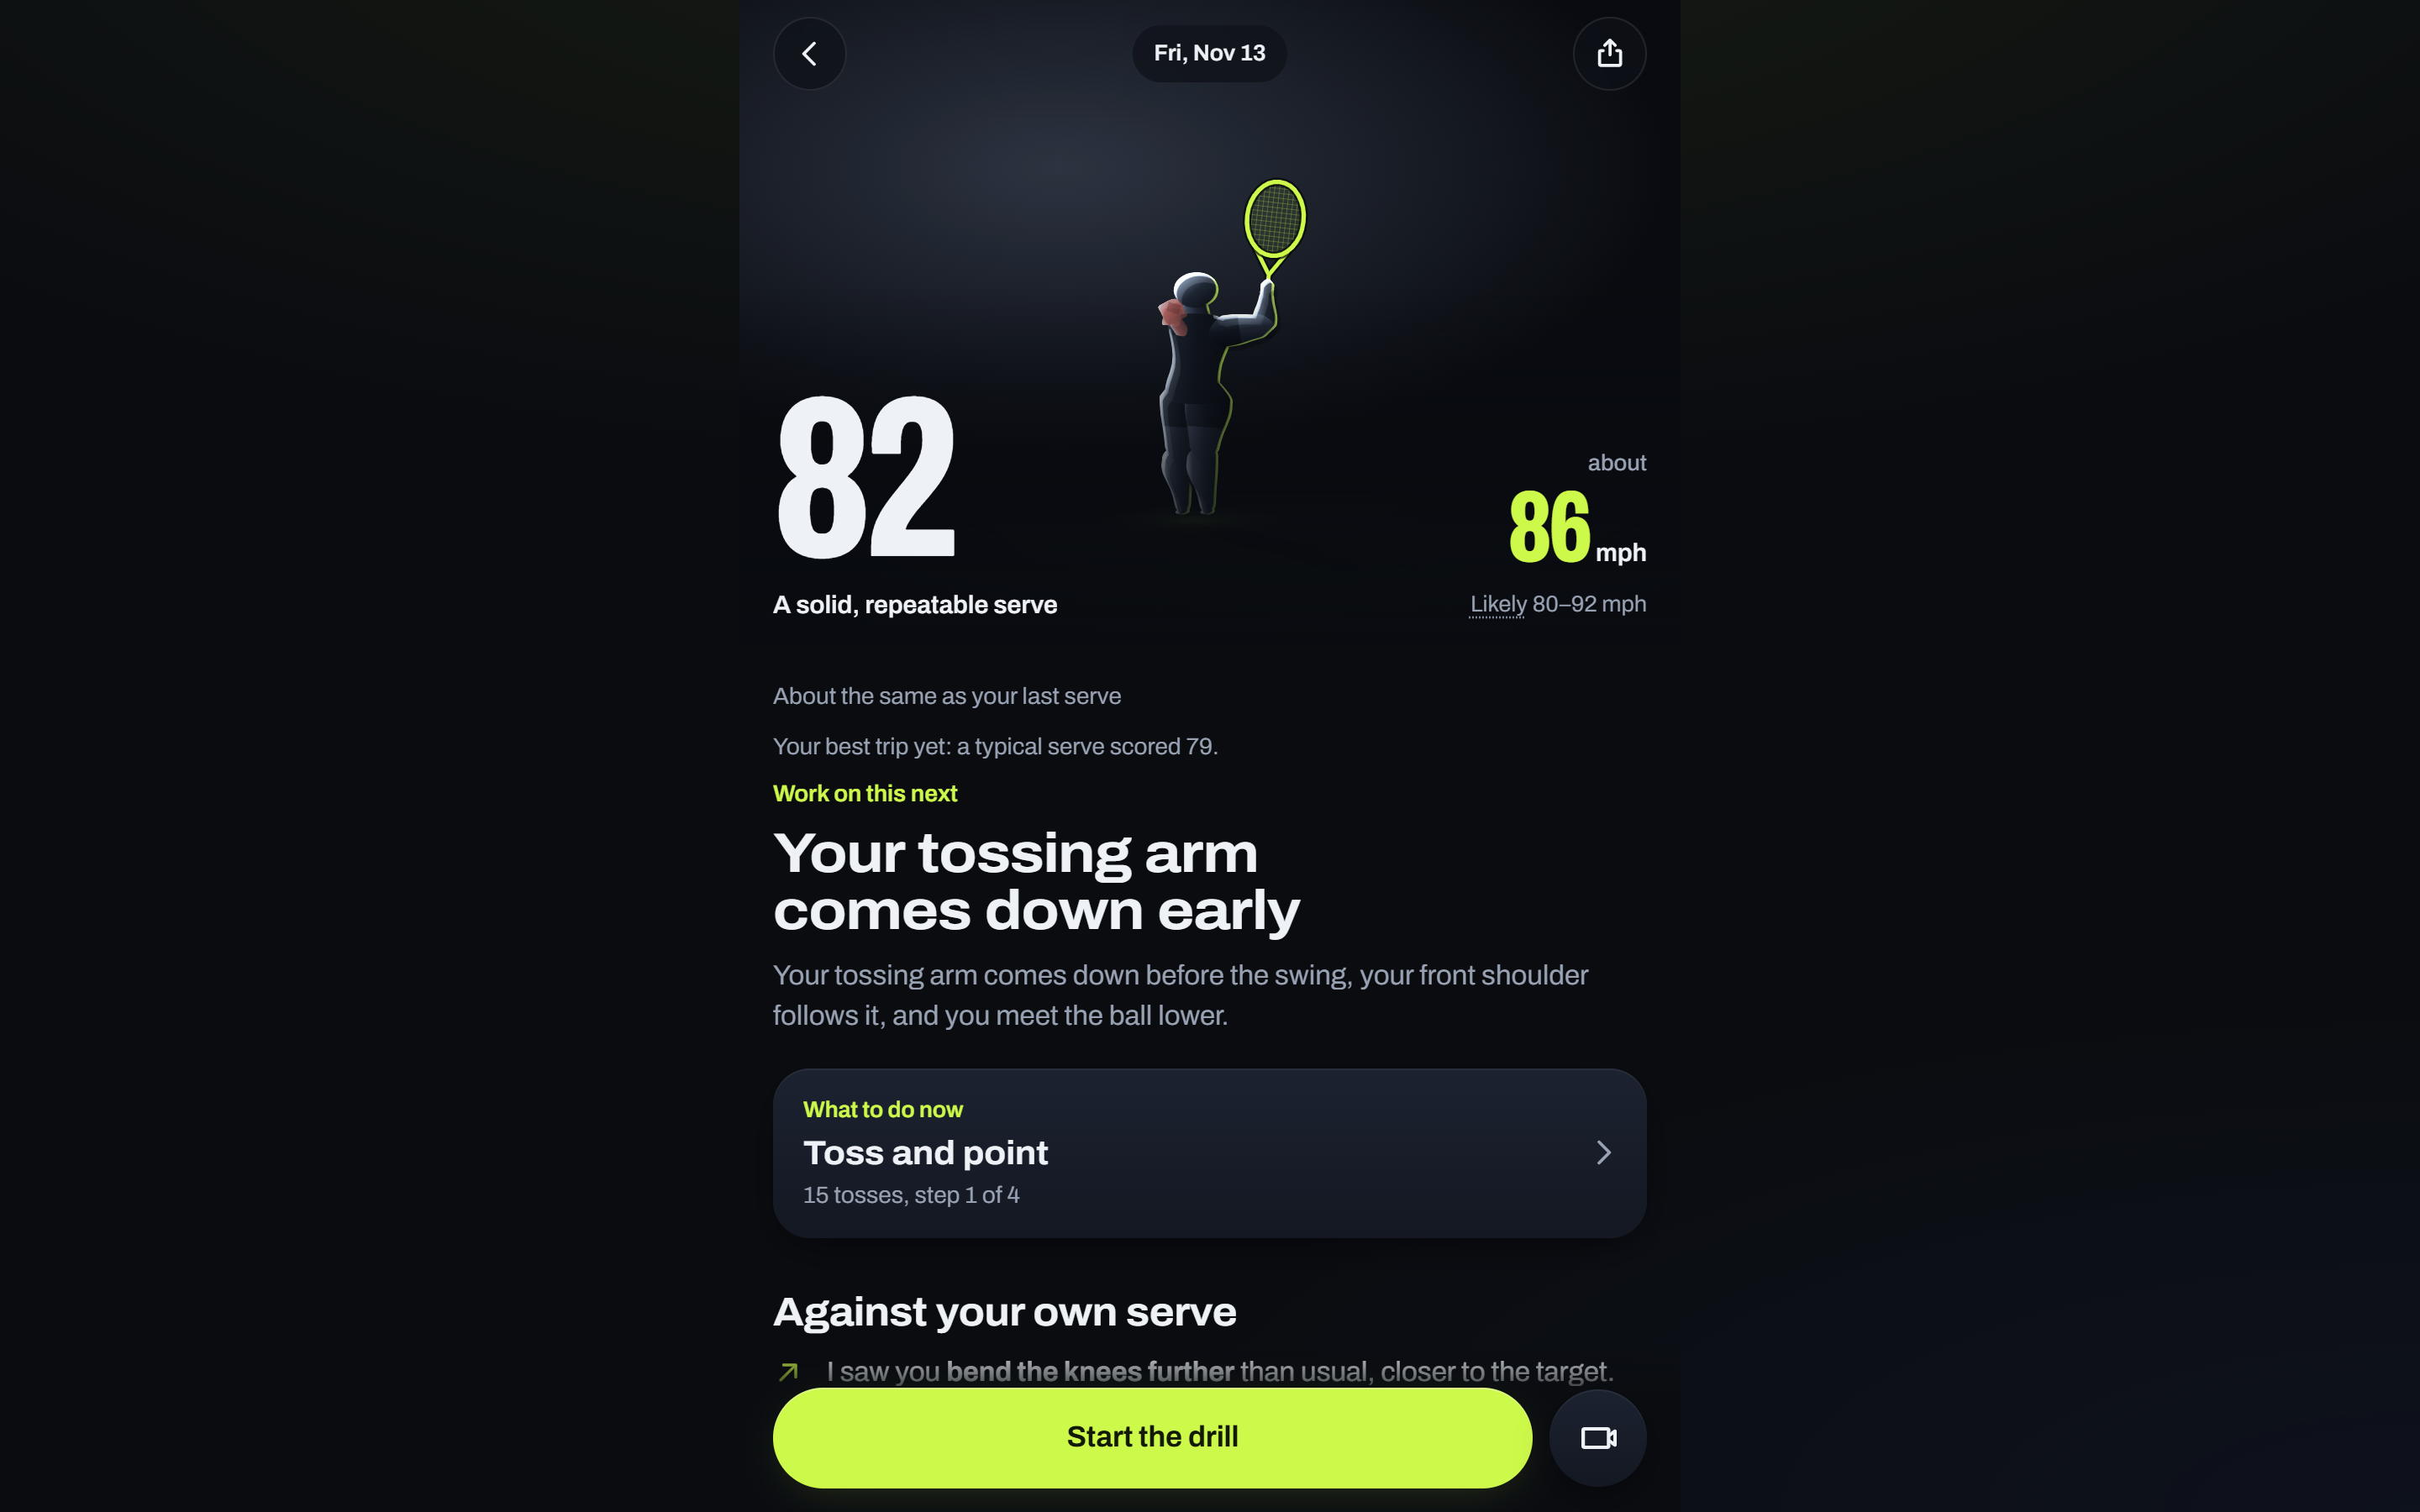 Fri, Nov 13
82
A solid, repeatable serve
about
86 mph
Likely 80–92 mph
About the same as your last serve
Your best trip yet: a typical serve scored 79.
Work on this next
Your tossing arm
comes down early
Your tossing arm comes down before the swing, your front shoulder
follows it, and you meet the ball lower.
What to do now
Toss and point
15 tosses, step 1 of 4
Against your own serve
I saw you bend the knees further than usual, closer to the target.
Start the drill